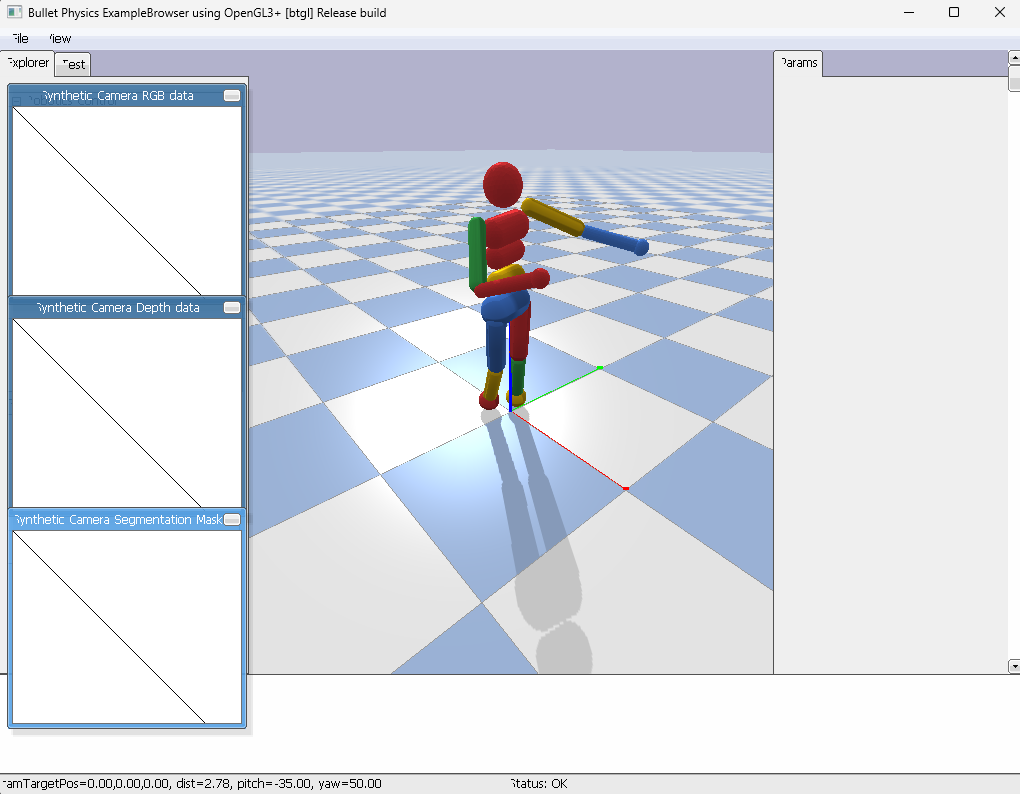 Bullet Physics ExampleBrowser using OpenGL3+ [btgl] Release build
File View
Explorer Test Params
Synthetic Camera RGB data
Synthetic Camera Depth data
Synthetic Camera Segmentation Mask
camTargetPos=0.00,0.00,0.00, dist=2.78, pitch=-35.00, yaw=50.00 Status: OK